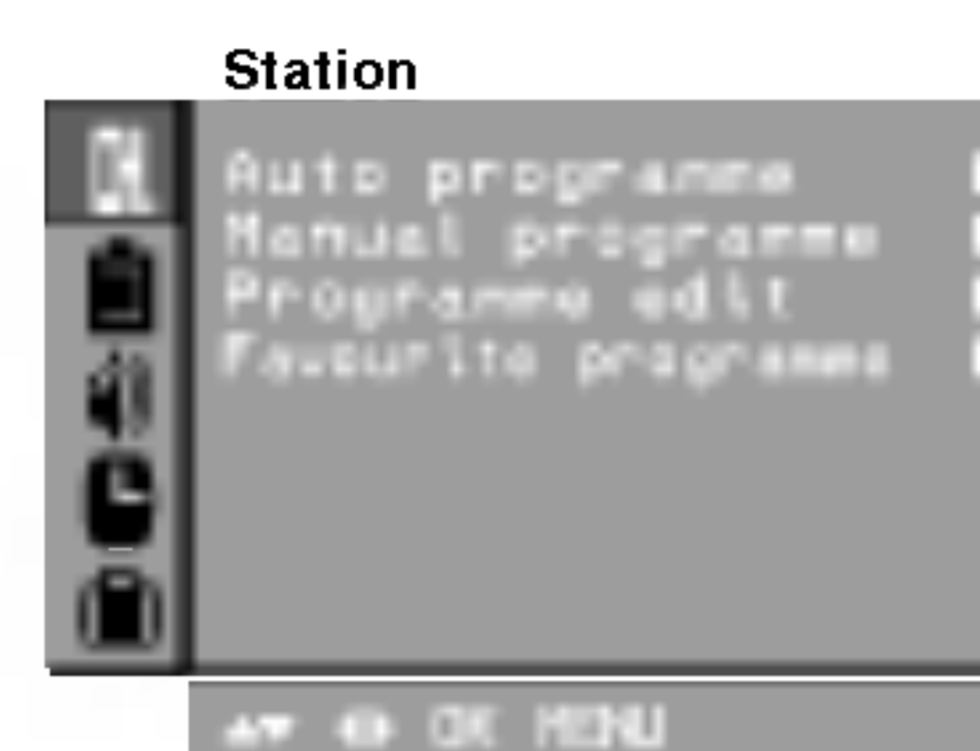 Station
Auto programme
Manual programme
Programme edit
Favourite programme
▲▼ ◀▶ OK MENU